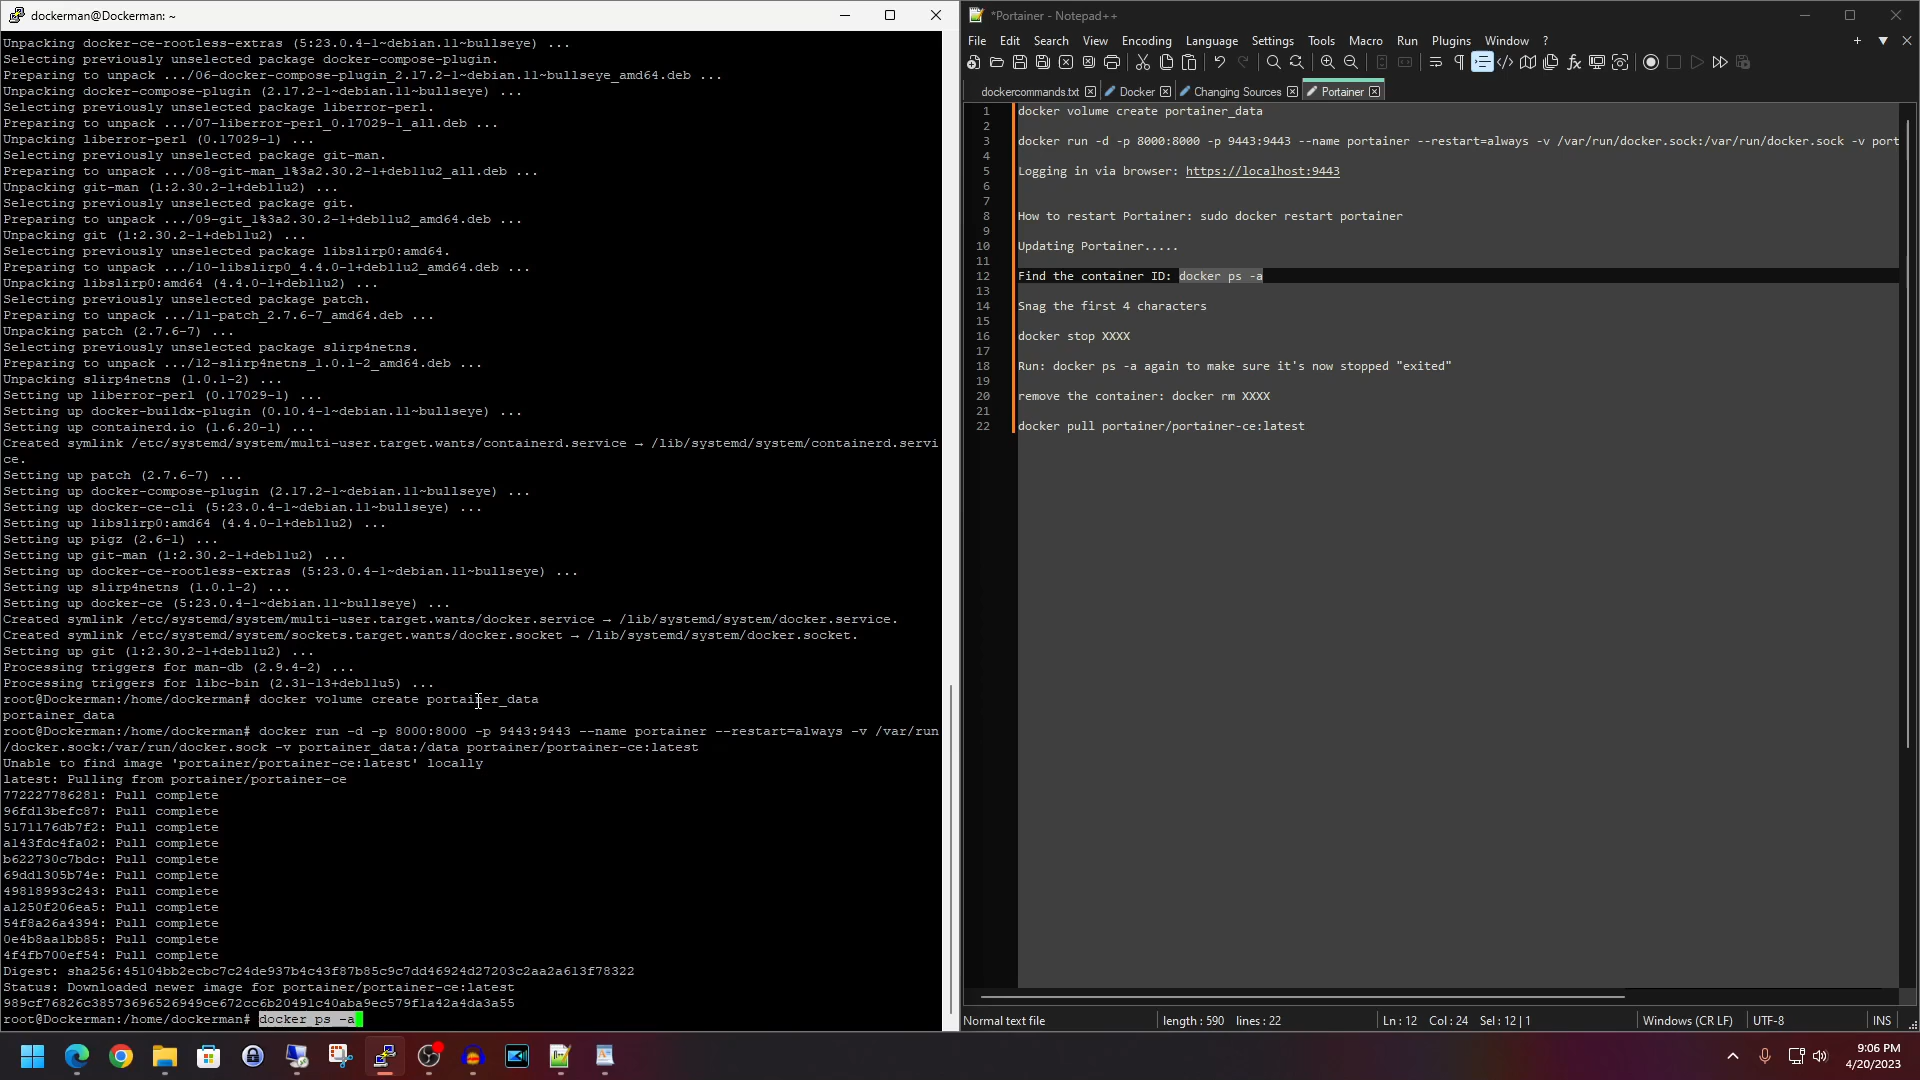 dockerman@Dockerman: ~
Unpacking docker-ce-rootless-extras (5:23.0.4-1~debian.11~bullseye) ...
Selecting previously unselected package docker-compose-plugin.
Preparing to unpack .../06-docker-compose-plugin_2.17.2-1~debian.11~bullseye_amd64.deb ...
Unpacking docker-compose-plugin (2.17.2-1~debian.11~bullseye) ...
Selecting previously unselected package liberror-perl.
Preparing to unpack .../07-liberror-perl_0.17029-1_all.deb ...
Unpacking liberror-perl (0.17029-1) ...
Selecting previously unselected package git-man.
Preparing to unpack .../08-git-man_1%3a2.30.2-1+deb11u2_all.deb ...
Unpacking git-man (1:2.30.2-1+deb11u2) ...
Selecting previously unselected package git.
Preparing to unpack .../09-git_1%3a2.30.2-1+deb11u2_amd64.deb ...
Unpacking git (1:2.30.2-1+deb11u2) ...
Selecting previously unselected package libslirp0:amd64.
Preparing to unpack .../10-libslirp0_4.4.0-1+deb11u2_amd64.deb ...
Unpacking libslirp0:amd64 (4.4.0-1+deb11u2) ...
Selecting previously unselected package patch.
Preparing to unpack .../11-patch_2.7.6-7_amd64.deb ...
Unpacking patch (2.7.6-7) ...
Selecting previously unselected package slirp4netns.
Preparing to unpack .../12-slirp4netns_1.0.1-2_amd64.deb ...
Unpacking slirp4netns (1.0.1-2) ...
Setting up liberror-perl (0.17029-1) ...
Setting up docker-buildx-plugin (0.10.4-1~debian.11~bullseye) ...
Setting up containerd.io (1.6.20-1) ...
Created symlink /etc/systemd/system/multi-user.target.wants/containerd.service → /lib/systemd/system/containerd.servi
ce.
Setting up patch (2.7.6-7) ...
Setting up docker-compose-plugin (2.17.2-1~debian.11~bullseye) ...
Setting up docker-ce-cli (5:23.0.4-1~debian.11~bullseye) ...
Setting up libslirp0:amd64 (4.4.0-1+deb11u2) ...
Setting up pigz (2.6-1) ...
Setting up git-man (1:2.30.2-1+deb11u2) ...
Setting up docker-ce-rootless-extras (5:23.0.4-1~debian.11~bullseye) ...
Setting up slirp4netns (1.0.1-2) ...
Setting up docker-ce (5:23.0.4-1~debian.11~bullseye) ...
Created symlink /etc/systemd/system/multi-user.target.wants/docker.service → /lib/systemd/system/docker.service.
Created symlink /etc/systemd/system/sockets.target.wants/docker.socket → /lib/systemd/system/docker.socket.
Setting up git (1:2.30.2-1+deb11u2) ...
Processing triggers for man-db (2.9.4-2) ...
Processing triggers for libc-bin (2.31-13+deb11u5) ...
root@Dockerman:/home/dockerman# docker volume create portainer_data
portainer_data
root@Dockerman:/home/dockerman# docker run -d -p 8000:8000 -p 9443:9443 --name portainer --restart=always -v /var/run
/docker.sock:/var/run/docker.sock -v portainer_data:/data portainer/portainer-ce:latest
Unable to find image 'portainer/portainer-ce:latest' locally
latest: Pulling from portainer/portainer-ce
772227786281: Pull complete
96fd13befc87: Pull complete
5171176db7f2: Pull complete
a143fdc4fa02: Pull complete
b622730c7bdc: Pull complete
69dd1305b74e: Pull complete
49818993c243: Pull complete
a1250f206ea5: Pull complete
54f8a26a4394: Pull complete
0e4b8aa1bb85: Pull complete
4f4fb700ef54: Pull complete
Digest: sha256:45104bb2ecbc7c24de937b4c43f87b85c9c7dd46924d27203c2aa2a613f78322
Status: Downloaded newer image for portainer/portainer-ce:latest
989cf76826c38573696526949ce672cc6b20491c40aba9ec579f1a42a4da3a55
root@Dockerman:/home/dockerman# docker ps -a
*Portainer - Notepad++
File Edit Search View Encoding Language Settings Tools Macro Run Plugins Window ?
dockercommands.txt Docker Changing Sources Portainer
1 docker volume create portainer_data
2
3 docker run -d -p 8000:8000 -p 9443:9443 --name portainer --restart=always -v /var/run/docker.sock:/var/run/docker.sock -v port
4
5 Logging in via browser: https://localhost:9443
6
7
8 How to restart Portainer: sudo docker restart portainer
9
10 Updating Portainer.....
11
12 Find the container ID: docker ps -a
13
14 Snag the first 4 characters
15
16 docker stop XXXX
17
18 Run: docker ps -a again to make sure it's now stopped "exited"
19
20 remove the container: docker rm XXXX
21
22 docker pull portainer/portainer-ce:latest
Normal text file length : 590 lines : 22 Ln : 12 Col : 24 Sel : 12 | 1 Windows (CR LF) UTF-8 INS
9:06 PM
4/20/2023